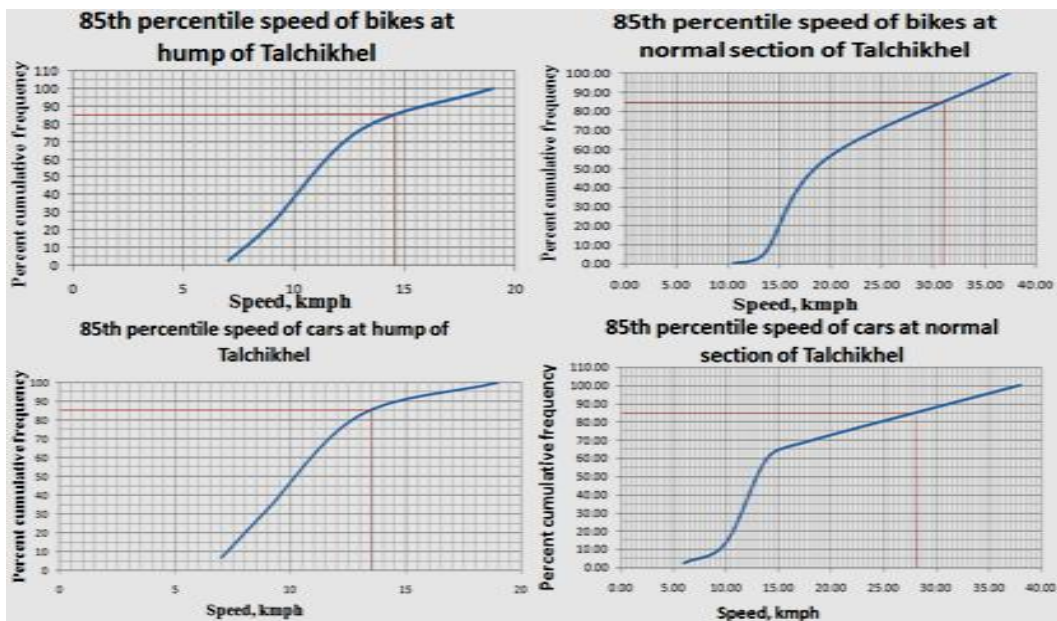 85th percentile speed of bikes at
hump of Talchikhel
Percent cumulative frequency
110
100
90
80
70
60
50
40
30
20
10
0
0 5 10 15 20
Speed, kmph
85th percentile speed of bikes at
normal section of Talchikhel
Percent cumulative frequency
100.00
90.00
80.00
70.00
60.00
50.00
40.00
30.00
20.00
10.00
0.00
0.00 5.00 10.00 15.00 20.00 25.00 30.00 35.00 40.00
Speed, kmph
85th percentile speed of cars at hump of
Talchikhel
Percent cumulative frequency
100
90
80
70
60
50
40
30
20
10
0
0 5 10 15 20
Speed, kmph
85th percentile speed of cars at normal
section of Talchikhel
Percent cumulative frequency
110.00
100.00
90.00
80.00
70.00
60.00
50.00
40.00
30.00
20.00
10.00
0.00
0.00 5.00 10.00 15.00 20.00 25.00 30.00 35.00 40.00
Speed, kmph